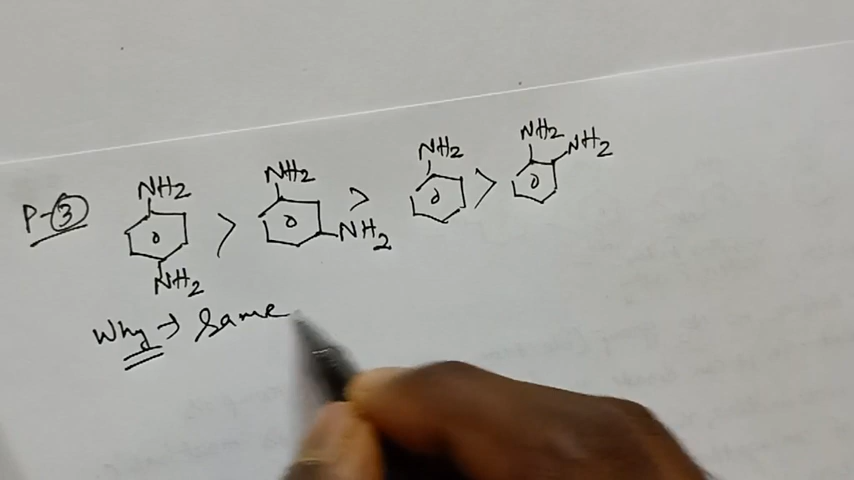 P-3 NH2 NH2 > NH2 > NH2 > NH2 NH2 NH2
Why → Same